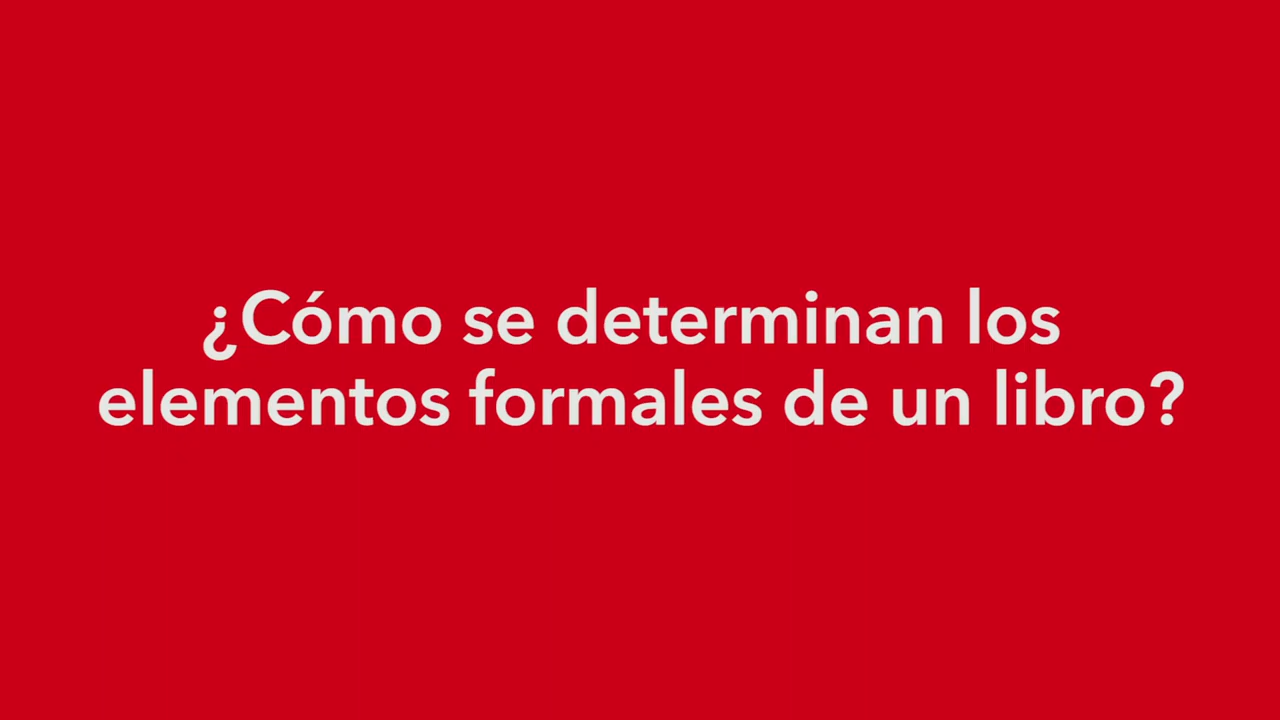 ¿Cómo se determinan los
elementos formales de un libro?